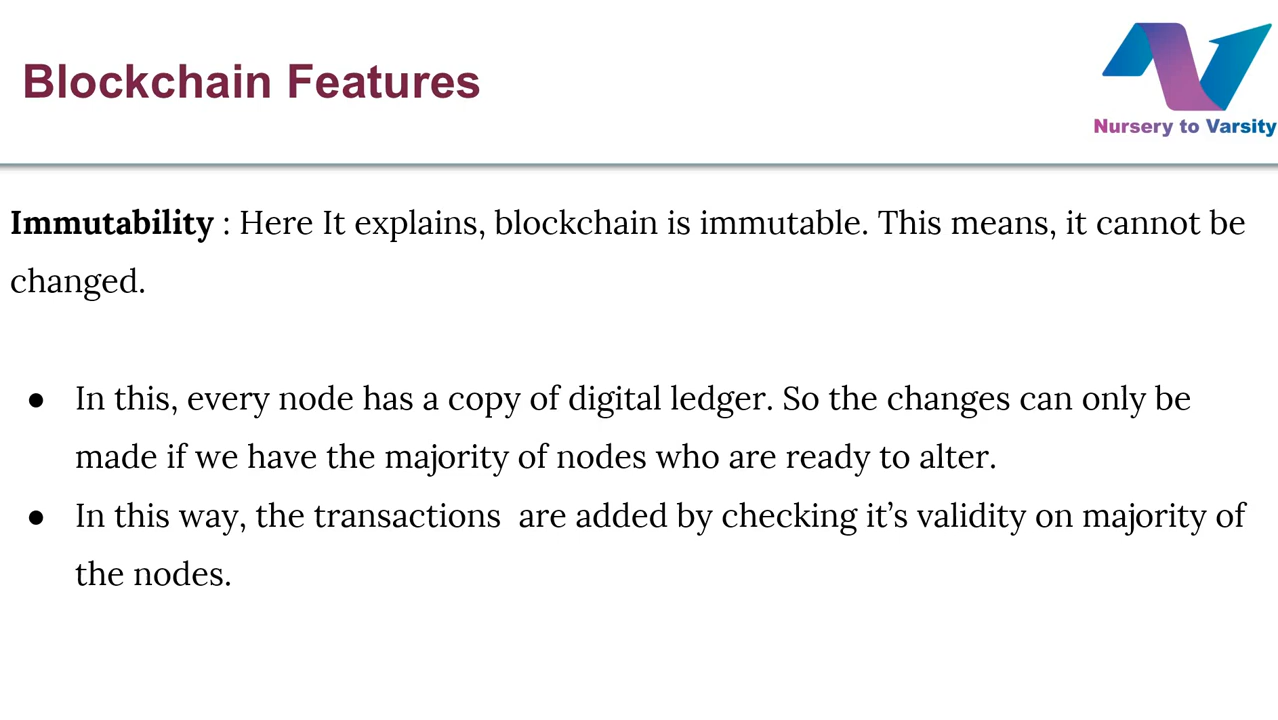 Blockchain Features
Nursery to Varsity
Immutability : Here It explains, blockchain is immutable. This means, it cannot be
changed.
● In this, every node has a copy of digital ledger. So the changes can only be
made if we have the majority of nodes who are ready to alter.
● In this way, the transactions  are added by checking it’s validity on majority of
the nodes.